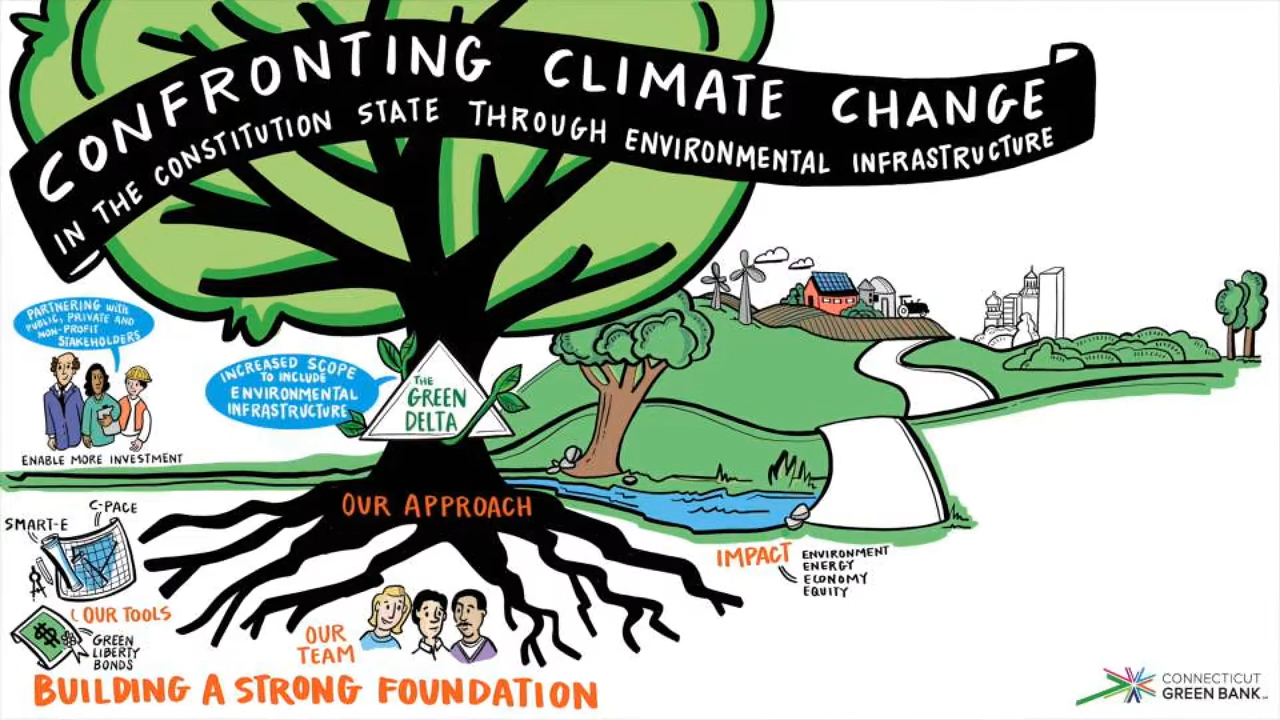 CONFRONTING CLIMATE CHANGE
IN THE CONSTITUTION STATE THROUGH ENVIRONMENTAL INFRASTRUCTURE
PARTNERING with
PUBLIC, PRIVATE AND
NON-PROFIT
STAKEHOLDERS
ENABLE MORE INVESTMENT
INCREASED SCOPE
TO INCLUDE
ENVIRONMENTAL
INFRASTRUCTURE
THE
GREEN
DELTA
OUR APPROACH
C-PACE
SMART-E
OUR TOOLS
GREEN
LIBERTY
BONDS
OUR
TEAM
IMPACT
ENVIRONMENT
ENERGY
ECONOMY
EQUITY
BUILDING A STRONG FOUNDATION
CONNECTICUT
GREEN BANK